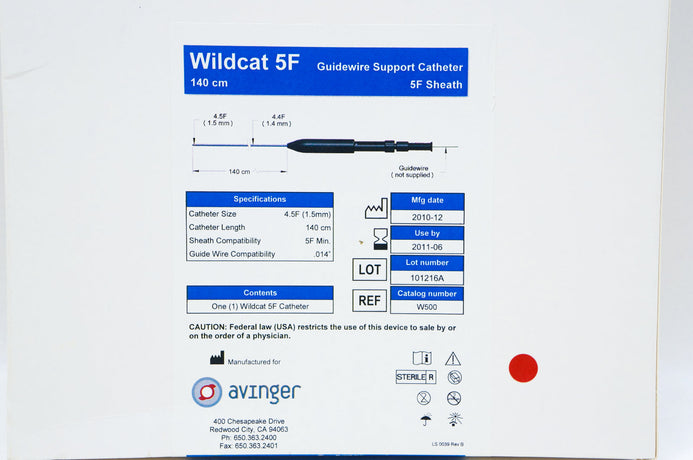 Wildcat 5F Guidewire Support Catheter
140 cm 5F Sheath
4.5F 4.4F
( 1.5 mm ) ( 1.4 mm )
140 cm
Guidewire
( not supplied )
Specifications
Catheter Size 4.5F (1.5mm)
Catheter Length 140 cm
Sheath Compatibility 5F Min.
Guide Wire Compatibility .014"
Contents
One (1) Wildcat 5F Catheter
Mfg date
2010-12
Use by
2011-06
LOT
Lot number
101216A
REF
Catalog number
W500
CAUTION: Federal law (USA) restricts the use of this device to sale by or
on the order of a physician.
Manufactured for
avinger
400 Chesapeake Drive
Redwood City, CA 94063
Ph: 650.363.2400
Fax: 650.363.2401
i
STERILE R
LS 0039 Rev B